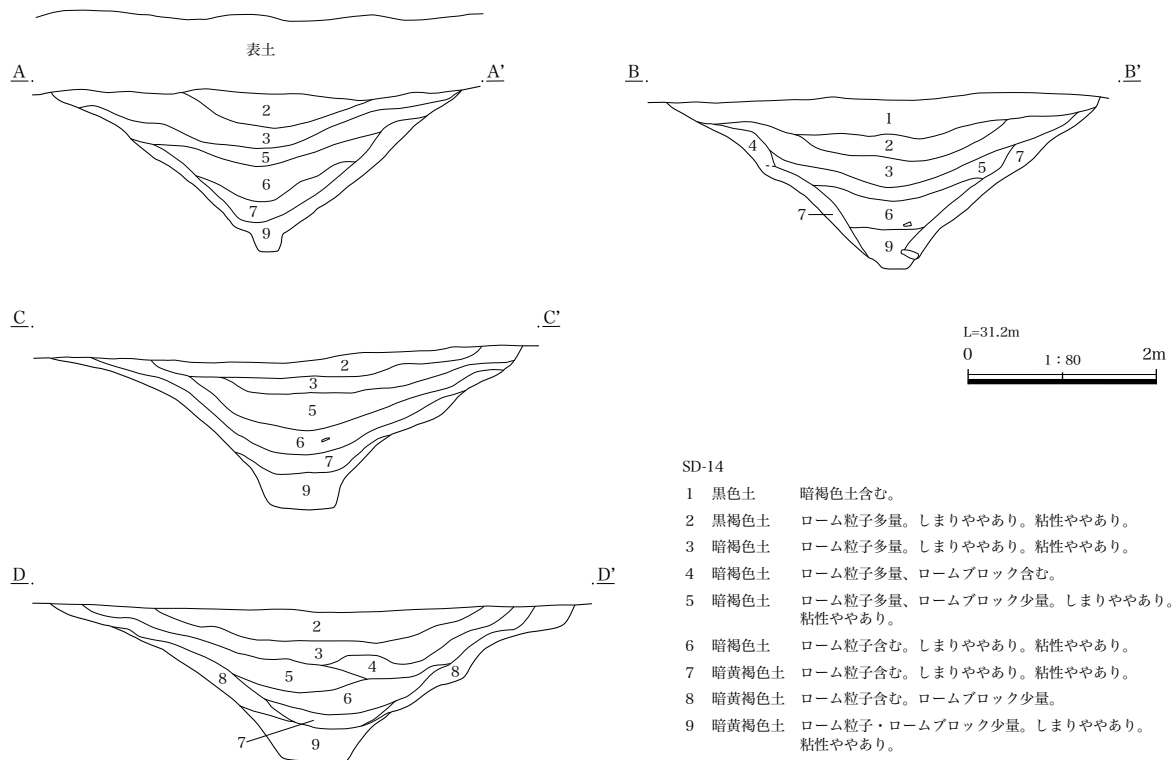 表土
A A’
2
3
5
6
7
9
B B’
1
2
4
3
5 7
7 6
9
C C’
2
3
5
6
7
9
L=31.2m
0 1：80 2m
D D’
2
3
4
5
8 8
6
7
9
SD-14
1 黒色土 暗褐色土含む。
2 黒褐色土 ローム粒子多量。しまりややあり。粘性ややあり。
3 暗褐色土 ローム粒子多量。しまりややあり。粘性ややあり。
4 暗褐色土 ローム粒子多量、ロームブロック含む。
5 暗褐色土 ローム粒子多量、ロームブロック少量。しまりややあり。
粘性ややあり。
6 暗褐色土 ローム粒子含む。しまりややあり。粘性ややあり。
7 暗黄褐色土 ローム粒子含む。しまりややあり。粘性ややあり。
8 暗黄褐色土 ローム粒子含む。ロームブロック少量。
9 暗黄褐色土 ローム粒子・ロームブロック少量。しまりややあり。
粘性ややあり。